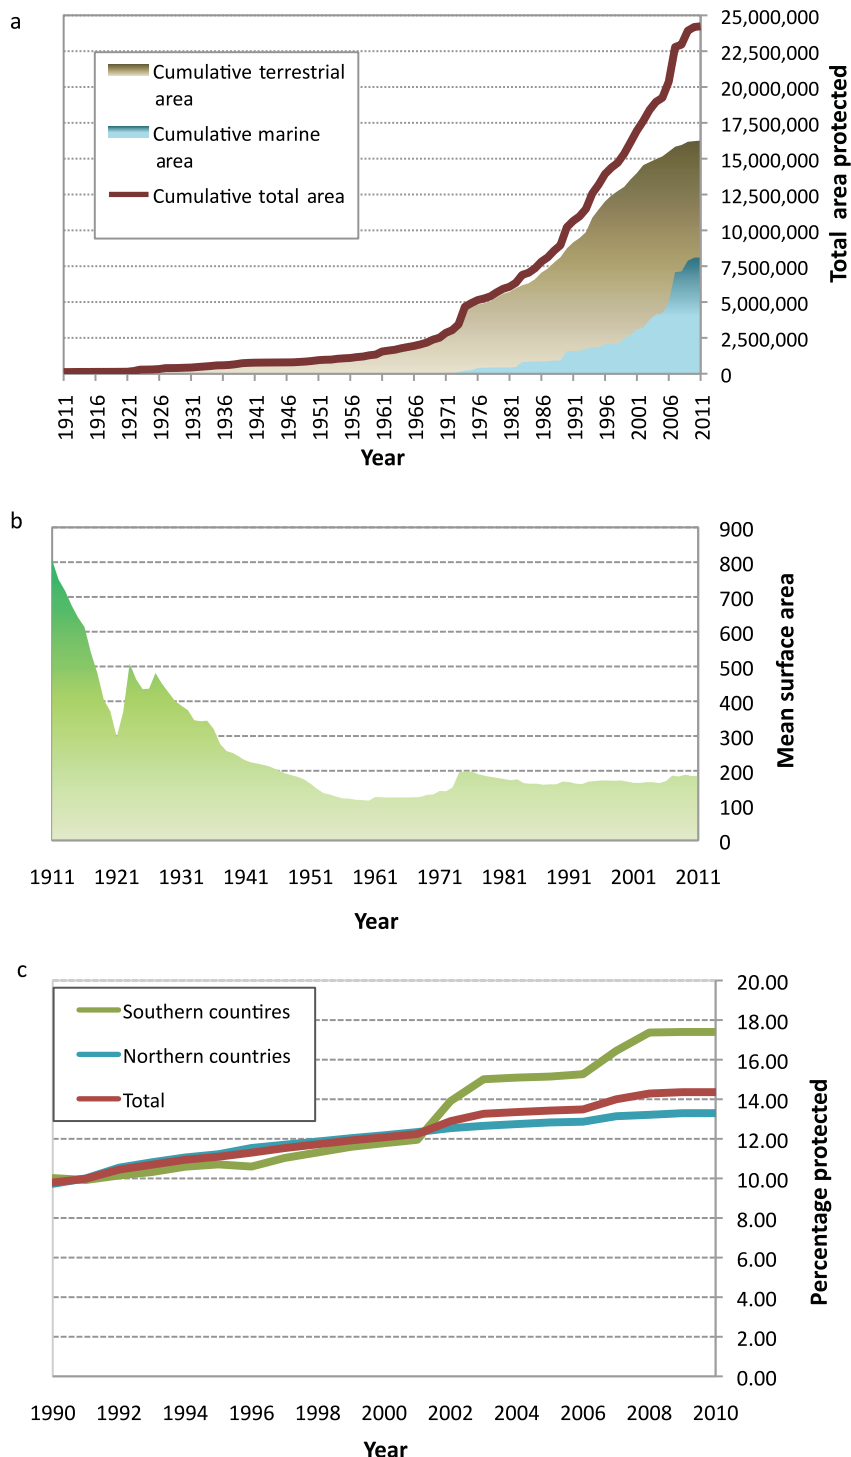 a
25,000,000
22,500,000
20,000,000
17,500,000
15,000,000
12,500,000
10,000,000
7,500,000
5,000,000
2,500,000
0
Total area protected
Cumulative terrestrial
area
Cumulative marine
area
Cumulative total area
1911 1916 1921 1926 1931 1936 1941 1946 1951 1956 1961 1966 1971 1976 1981 1986 1991 1996 2001 2006 2011
Year
b
900
800
700
600
500
400
300
200
100
0
Mean surface area
1911 1921 1931 1941 1951 1961 1971 1981 1991 2001 2011
Year
c
20.00
18.00
16.00
14.00
12.00
10.00
8.00
6.00
4.00
2.00
0.00
Percentage protected
Southern countires
Northern countries
Total
1990 1992 1994 1996 1998 2000 2002 2004 2006 2008 2010
Year